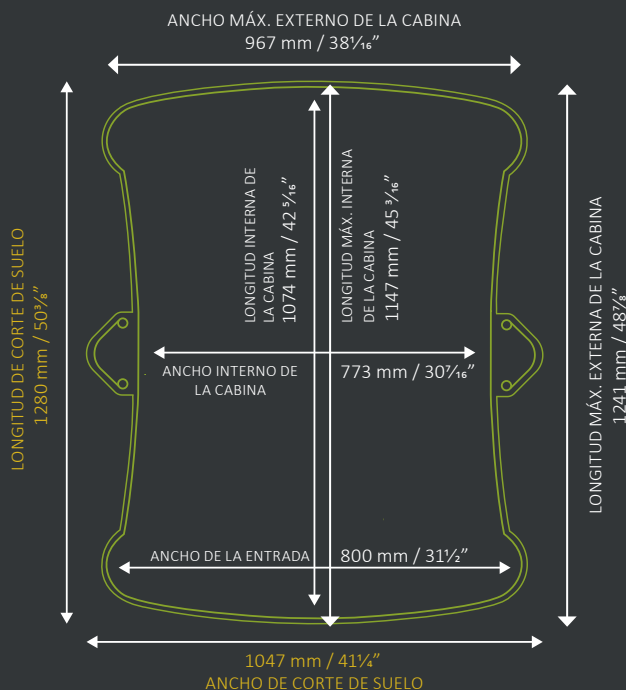 ANCHO MÁX. EXTERNO DE LA CABINA
967 mm / 38¹⁄₁₆”
LONGITUD DE CORTE DE SUELO
1280 mm / 50³⁄₈”
LONGITUD INTERNA DE
LA CABINA
1074 mm / 42 ⁵⁄₁₆”
LONGITUD MÁX. INTERNA
DE LA CABINA
1147 mm / 45 ³⁄₁₆”
LONGITUD MÁX. EXTERNA DE LA CABINA
1241 mm / 48⁷⁄₈”
ANCHO INTERNO DE
LA CABINA
773 mm / 30⁷⁄₁₆”
ANCHO DE LA ENTRADA
800 mm / 31½”
1047 mm / 41¼”
ANCHO DE CORTE DE SUELO